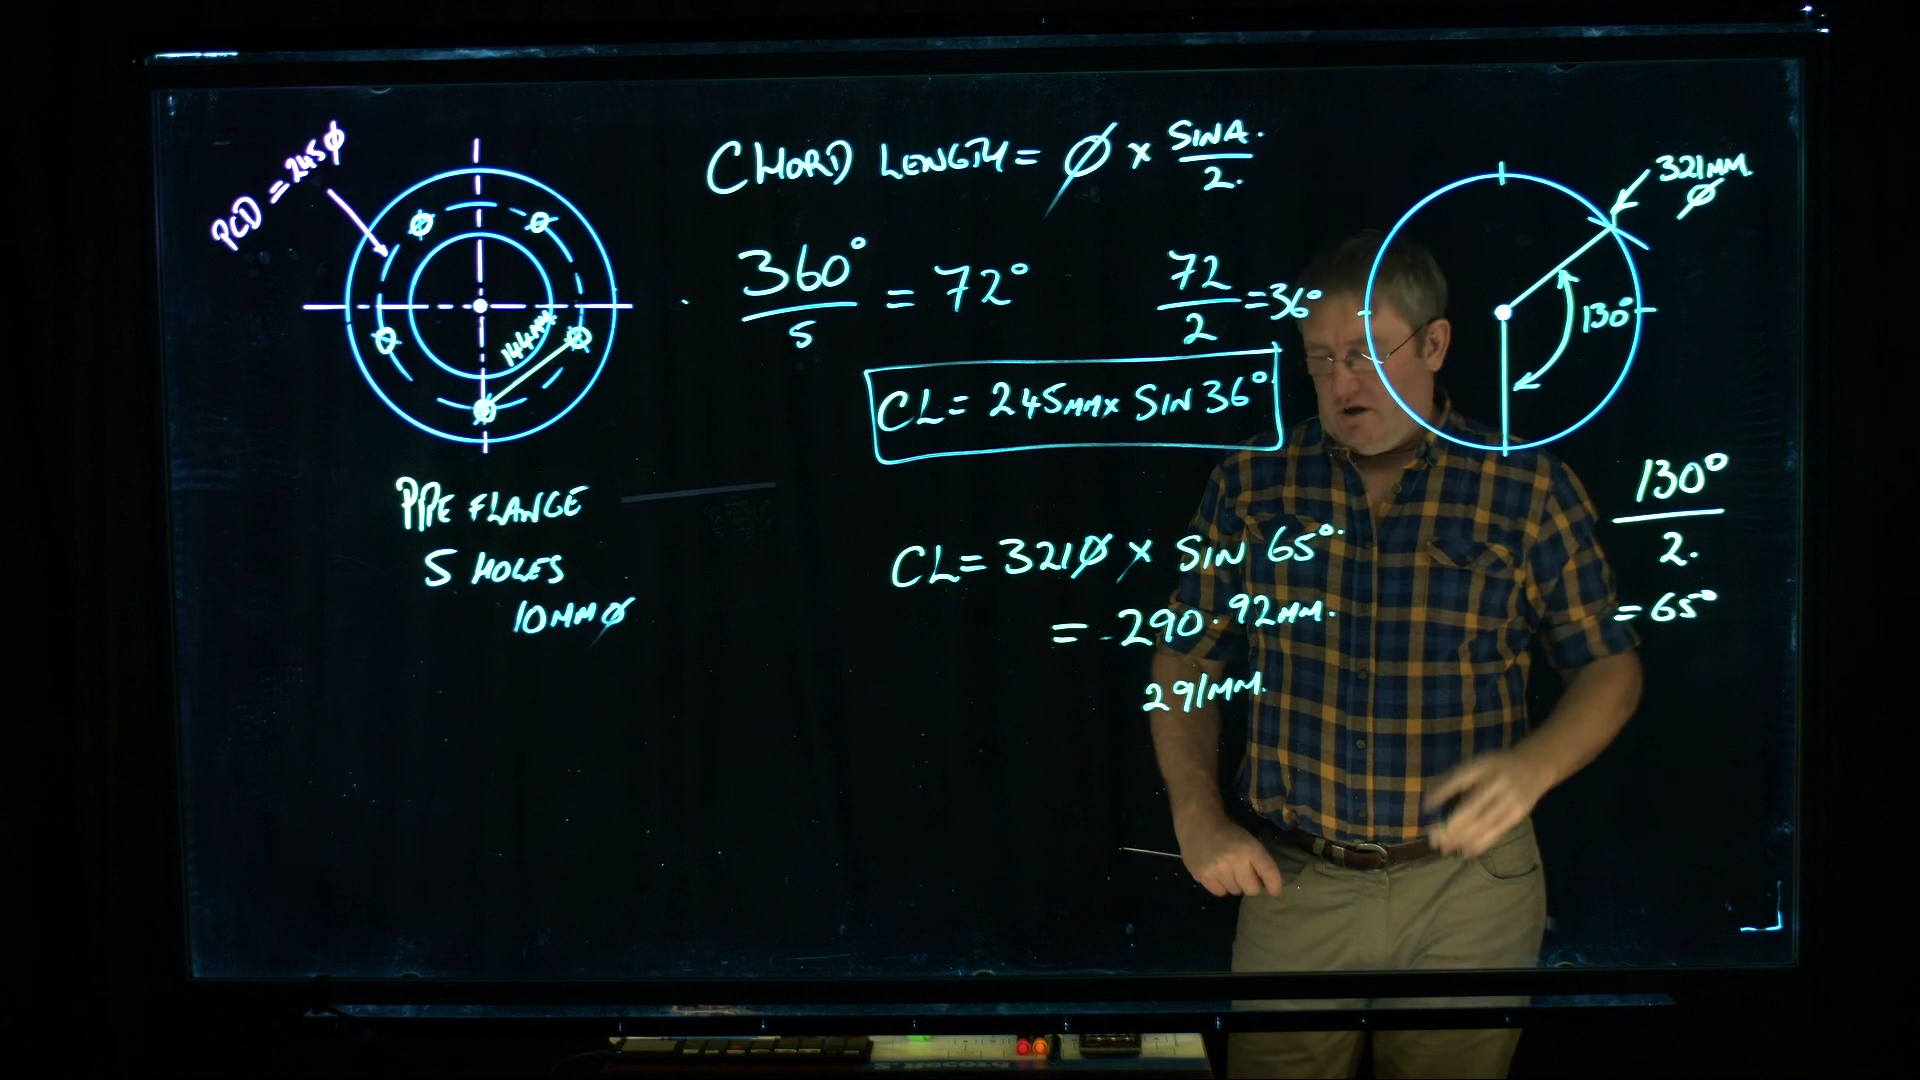 PCD = 245ø
144MM.
PIPE FLANGE
5 HOLES
10MMø
CHORD LENGTH = Ø × SINA.
2.
360°
5
= 72°
72
2
=36°
CL= 245MM× SIN 36°
CL= 321Ø × SIN 65°.
= 290.92MM.
291MM.
321MM.
Ø
130°
130°
2.
= 65°